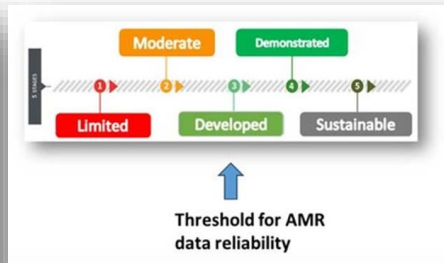 Moderate
Demonstrated
5 STAGES
1
2
3
4
5
Limited
Developed
Sustainable
Threshold for AMR
data reliability